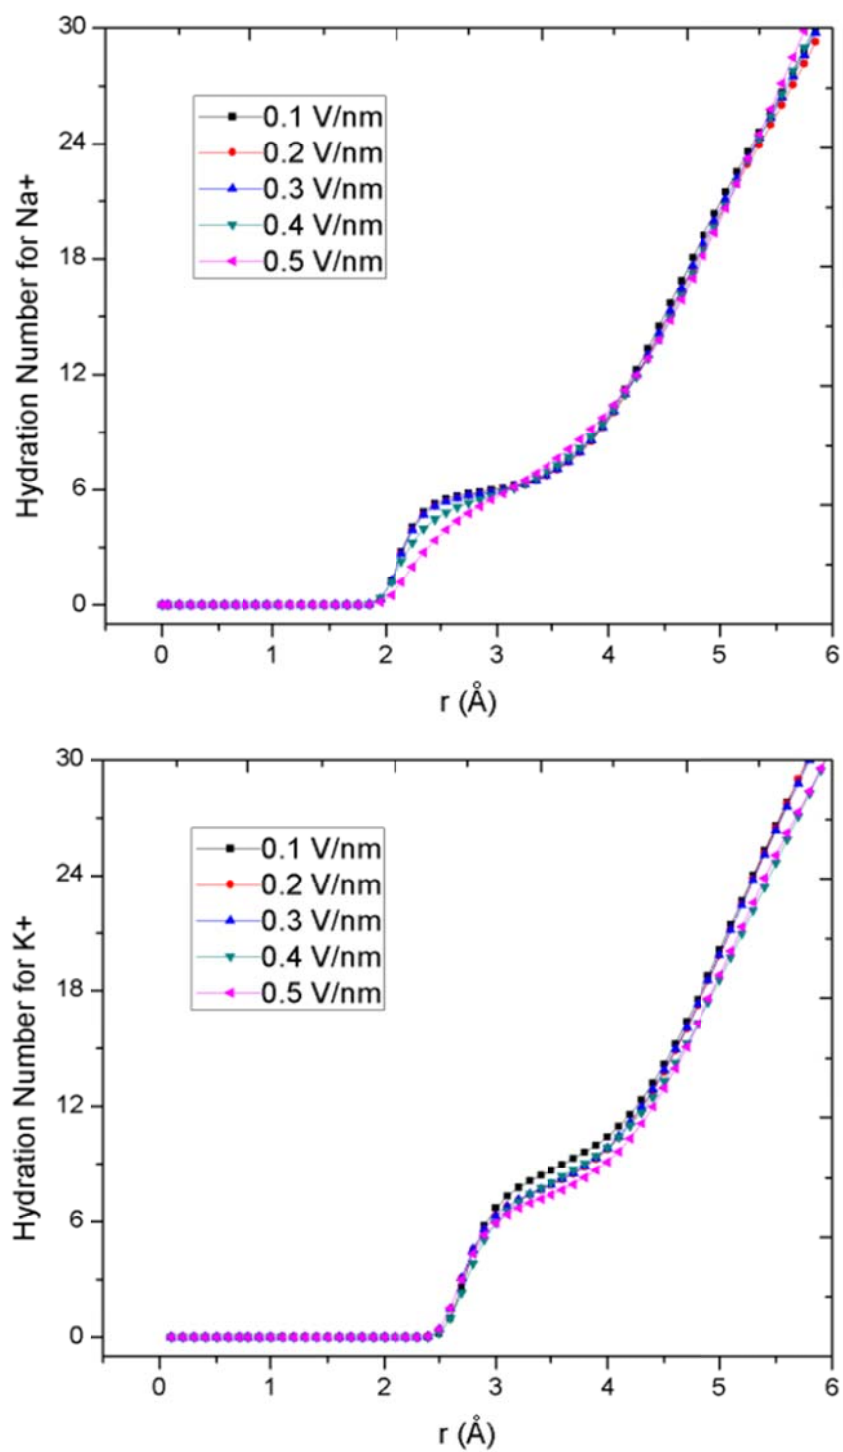 30
24
18
12
6
0
Hydration Number for Na+
0.1 V/nm
0.2 V/nm
0.3 V/nm
0.4 V/nm
0.5 V/nm
0 1 2 3 4 5 6
r (Å)
30
24
18
12
6
0
Hydration Number for K+
0.1 V/nm
0.2 V/nm
0.3 V/nm
0.4 V/nm
0.5 V/nm
0 1 2 3 4 5 6
r (Å)